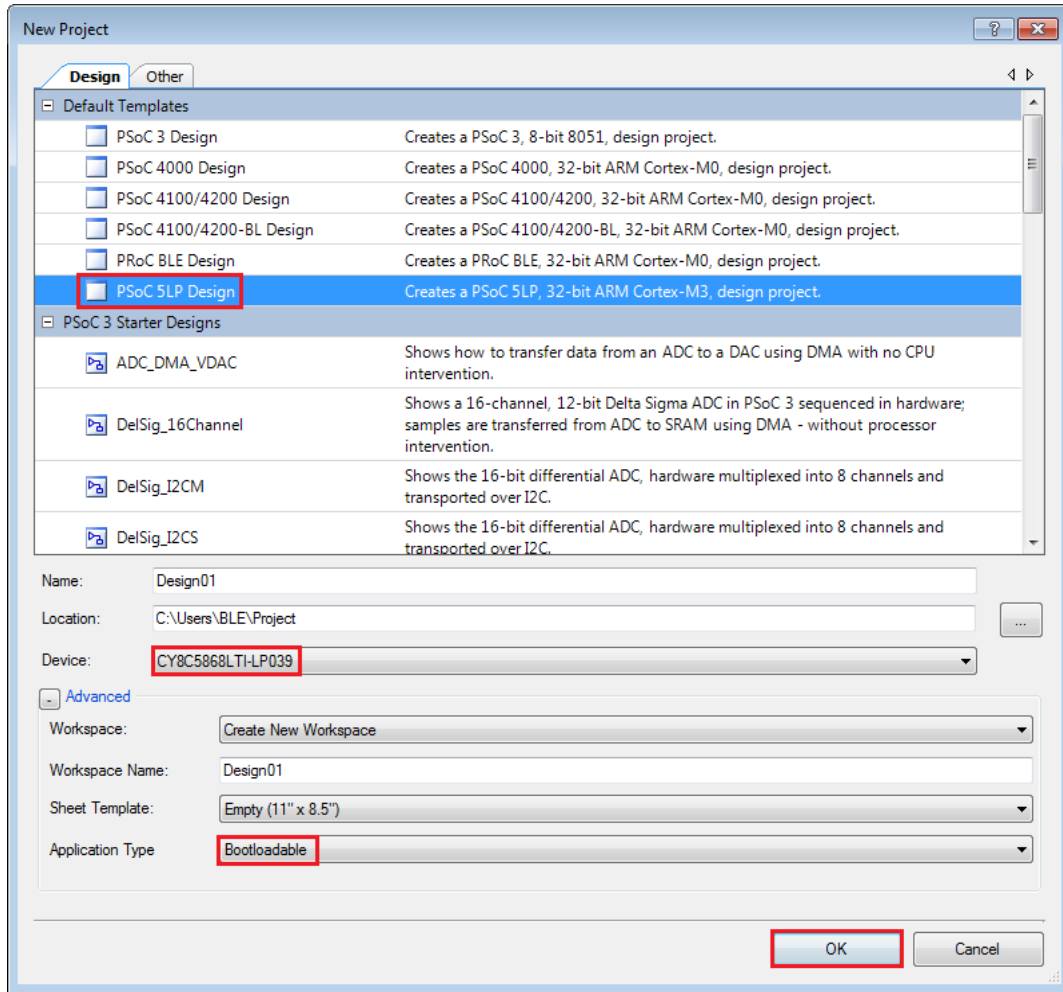 New Project
Design
Other
Default Templates
PSoC 3 Design
Creates a PSoC 3, 8-bit 8051, design project.
PSoC 4000 Design
Creates a PSoC 4000, 32-bit ARM Cortex-M0, design project.
PSoC 4100/4200 Design
Creates a PSoC 4100/4200, 32-bit ARM Cortex-M0, design project.
PSoC 4100/4200-BL Design
Creates a PSoC 4100/4200-BL, 32-bit ARM Cortex-M0, design project.
PRoC BLE Design
Creates a PRoC BLE, 32-bit ARM Cortex-M0, design project.
PSoC 5LP Design
Creates a PSoC 5LP, 32-bit ARM Cortex-M3, design project.
PSoC 3 Starter Designs
ADC_DMA_VDAC
Shows how to transfer data from an ADC to a DAC using DMA with no CPU
intervention.
DelSig_16Channel
Shows a 16-channel, 12-bit Delta Sigma ADC in PSoC 3 sequenced in hardware;
samples are transferred from ADC to SRAM using DMA - without processor
intervention.
DelSig_I2CM
Shows the 16-bit differential ADC, hardware multiplexed into 8 channels and
transported over I2C.
DelSig_I2CS
Shows the 16-bit differential ADC, hardware multiplexed into 8 channels and
transported over I2C.
Name:
Design01
Location:
C:\Users\BLE\Project
...
Device:
CY8C5868LTI-LP039
Advanced
Workspace:
Create New Workspace
Workspace Name:
Design01
Sheet Template:
Empty (11" x 8.5")
Application Type
Bootloadable
OK
Cancel